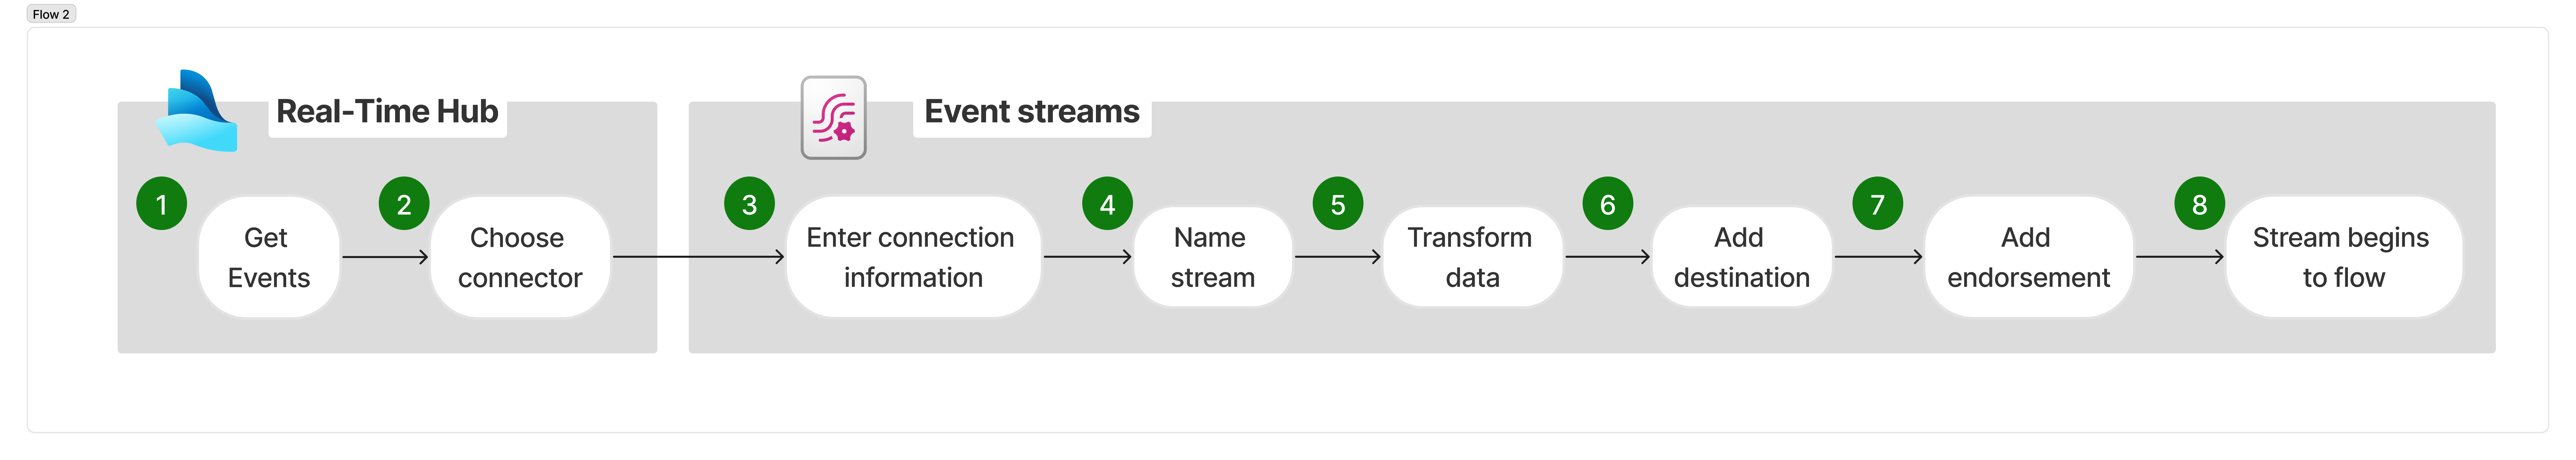 Flow 2
Real-Time Hub
Event streams
1
Get
Events
2
Choose
connector
3
Enter connection
information
4
Name
stream
5
Transform
data
6
Add
destination
7
Add
endorsement
8
Stream begins
to flow